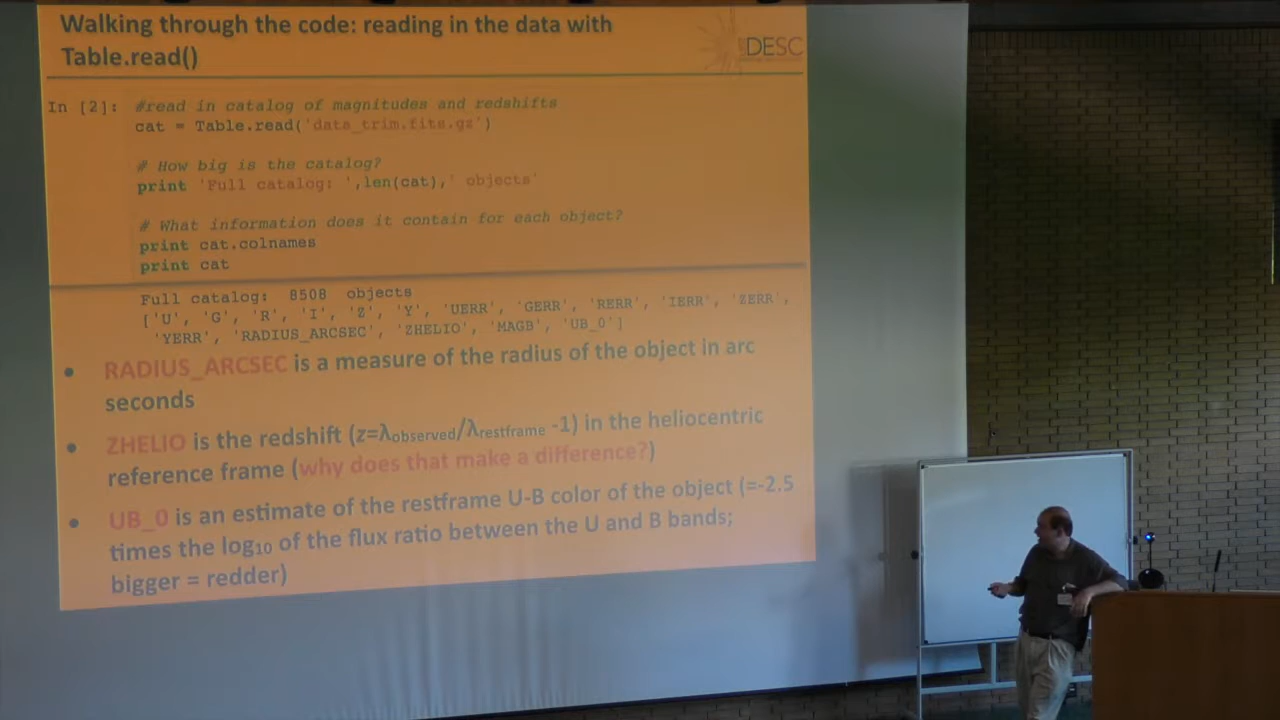 Walking through the code: reading in the data with
Table.read()
DESC
In [2]: #read in catalog of magnitudes and redshifts
cat = Table.read('data_trim.fits.gz')
# How big is the catalog?
print 'Full catalog: ',len(cat),' objects'
# What information does it contain for each object?
print cat.colnames
print cat
Full catalog:  8508  objects
['U', 'G', 'R', 'I', 'Z', 'Y', 'UERR', 'GERR', 'RERR', 'IERR', 'ZERR',
'YERR', 'RADIUS_ARCSEC', 'ZHELIO', 'MAGB', 'UB_0']
• RADIUS_ARCSEC is a measure of the radius of the object in arc
seconds
• ZHELIO is the redshift (z=λobserved/λrestframe -1) in the heliocentric
reference frame (why does that make a difference?)
• UB_0 is an estimate of the restframe U-B color of the object (=-2.5
times the log10 of the flux ratio between the U and B bands;
bigger = redder)